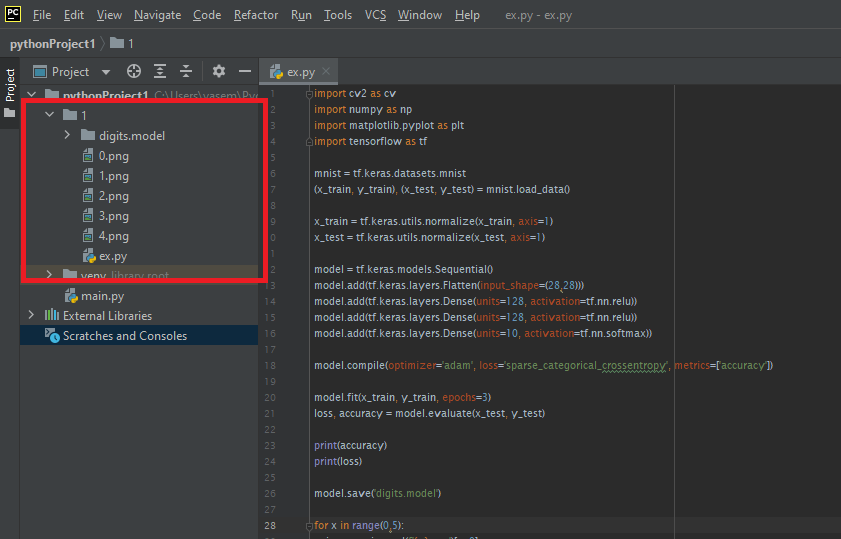 PC File Edit View Navigate Code Refactor Run Tools VCS Window Help ex.py - ex.py
pythonProject1 1
Project
Project
ex.py
pythonProject1 C:\Users\yasem\Py
1
digits.model
0.png
1.png
2.png
3.png
4.png
ex.py
venv library root
main.py
External Libraries
Scratches and Consoles
1 import cv2 as cv
2 import numpy as np
3 import matplotlib.pyplot as plt
4 import tensorflow as tf
5
6 mnist = tf.keras.datasets.mnist
7 (x_train, y_train), (x_test, y_test) = mnist.load_data()
8
9 x_train = tf.keras.utils.normalize(x_train, axis=1)
0 x_test = tf.keras.utils.normalize(x_test, axis=1)
1
2 model = tf.keras.models.Sequential()
13 model.add(tf.keras.layers.Flatten(input_shape=(28,28)))
14 model.add(tf.keras.layers.Dense(units=128, activation=tf.nn.relu))
15 model.add(tf.keras.layers.Dense(units=128, activation=tf.nn.relu))
16 model.add(tf.keras.layers.Dense(units=10, activation=tf.nn.softmax))
17
18 model.compile(optimizer='adam', loss='sparse_categorical_crossentropy', metrics=['accuracy'])
19
20 model.fit(x_train, y_train, epochs=3)
21 loss, accuracy = model.evaluate(x_test, y_test)
22
23 print(accuracy)
24 print(loss)
25
26 model.save('digits.model')
27
28 for x in range(0,5):